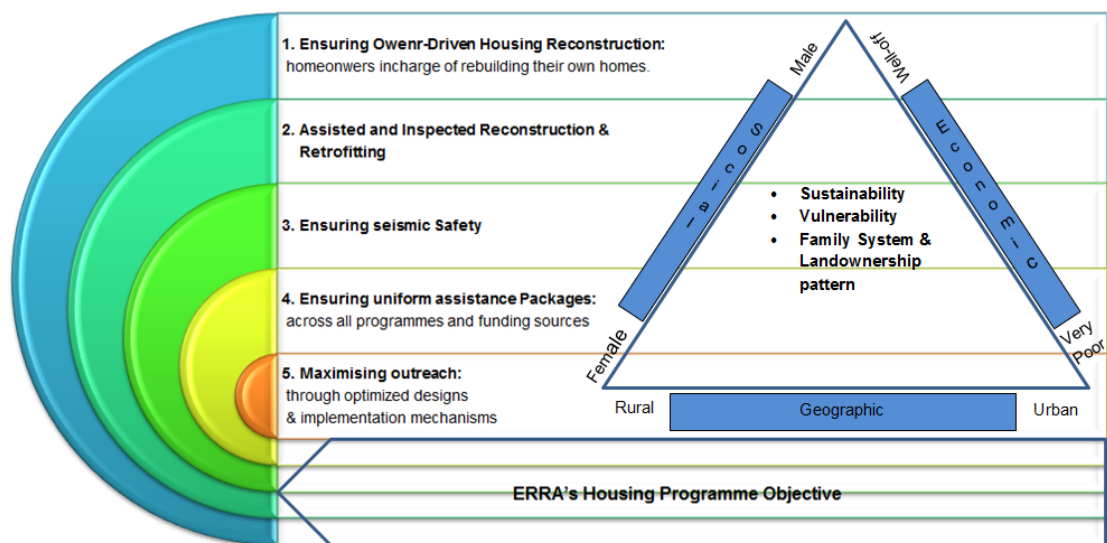 1. Ensuring Owenr-Driven Housing Reconstruction:
homeonwers incharge of rebuilding their own homes.
2. Assisted and Inspected Reconstruction &
Retrofitting
3. Ensuring seismic Safety
4. Ensuring uniform assistance Packages:
across all programmes and funding sources
5. Maximising outreach:
through optimized designs
& implementation mechanisms
Male
Social
Female
Well-off
Economic
Very
Poor
• Sustainability
• Vulnerability
• Family System &
Landownership
pattern
Rural
Geographic
Urban
ERRA's Housing Programme Objective